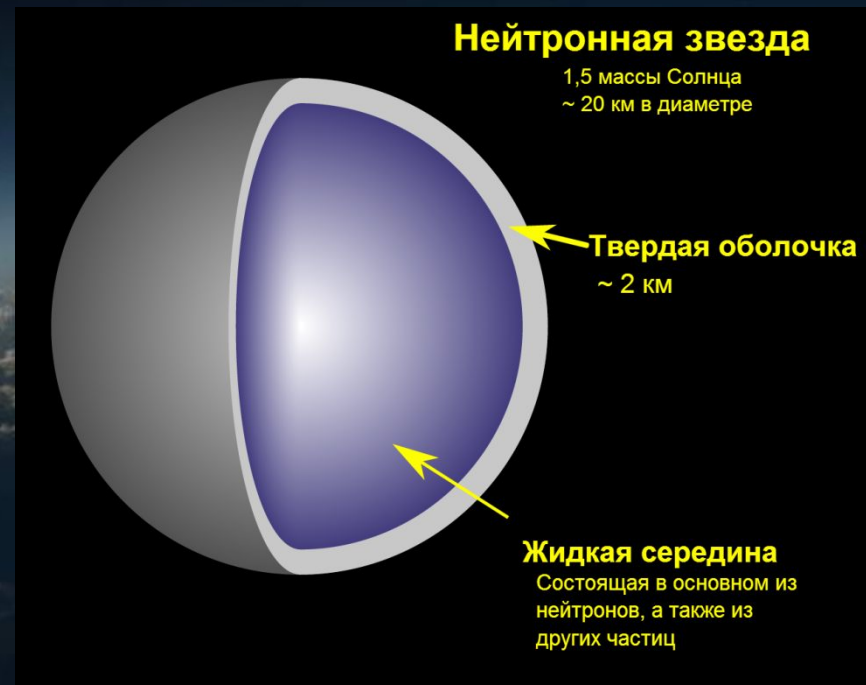 Нейтронная звезда
1,5 массы Солнца
~ 20 км в диаметре
Твердая оболочка
~ 2 км
Жидкая середина
Состоящая в основном из
нейтронов, а также из
других частиц